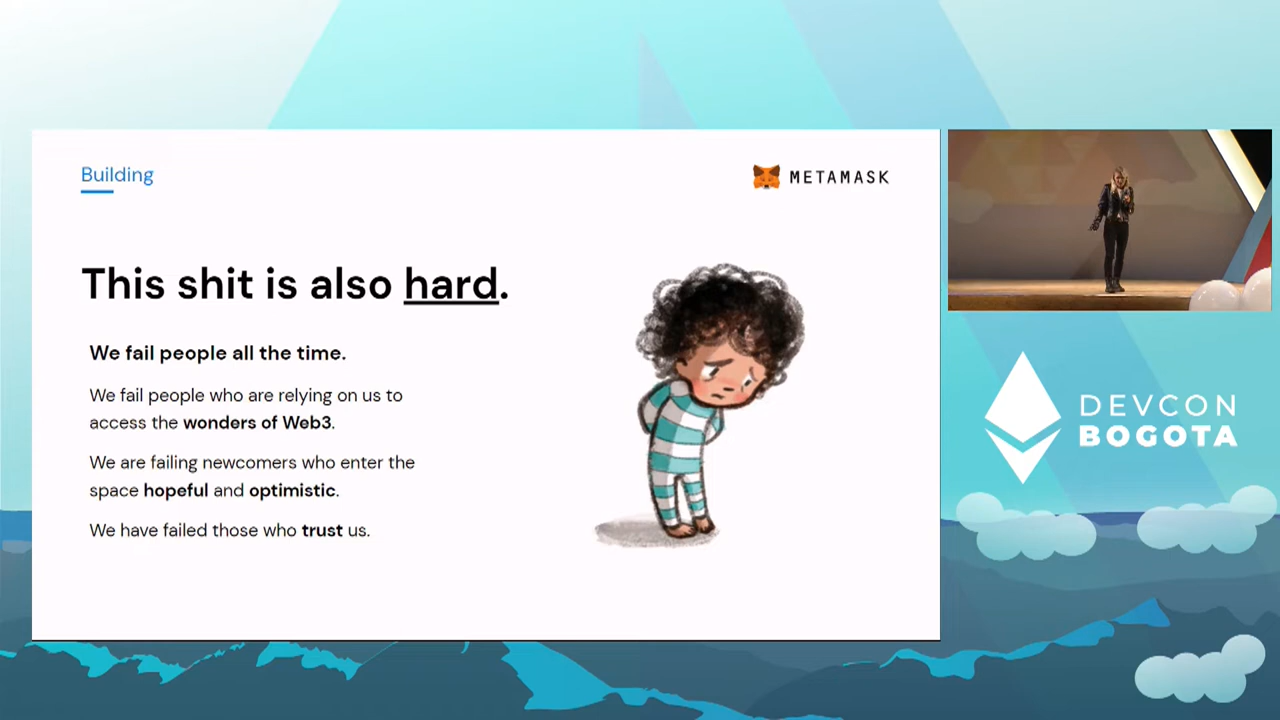 Building
METAMASK
This shit is also hard.
We fail people all the time.
We fail people who are relying on us to
access the wonders of Web3.
We are failing newcomers who enter the
space hopeful and optimistic.
We have failed those who trust us.
DEVCON
BOGOTA